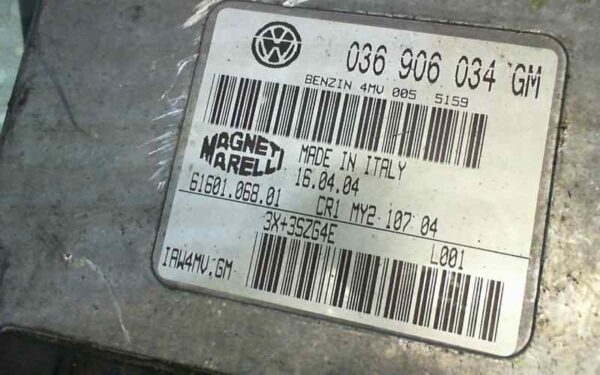 036 906 034 GM
BENZIN 4MV 005 5159
MAGNETI
MARELLI
MADE IN ITALY
16.04.04
61601.068.01
CR1 MY2 107 04
3X+3SZG4E
L001
IAW4MV.GM